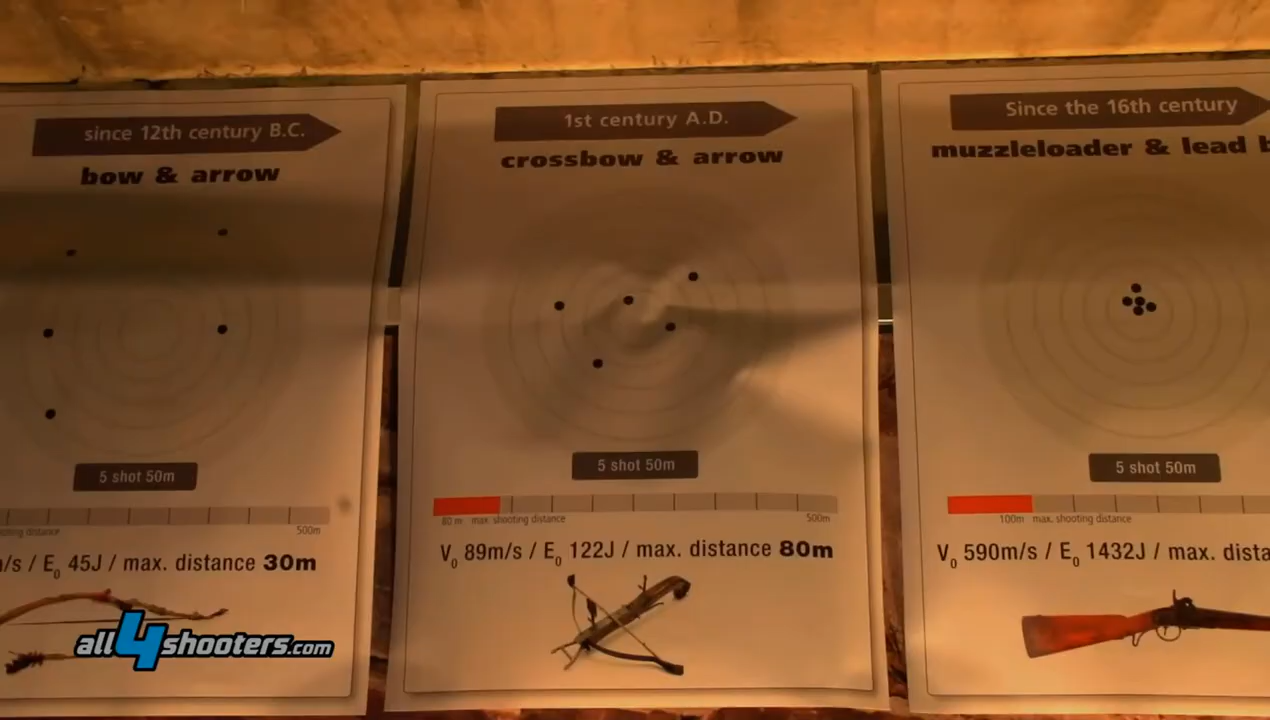 since 12th century B.C.
bow & arrow
5 shot 50m
distance
500m
E0 45J / max. distance 30m
all4shooters.com
1st century A.D.
crossbow & arrow
5 shot 50m
80 m max. shooting distance
500m
V0 89m/s / E0 122J / max. distance 80m
Since the 16th century
muzzleloader & lead
5 shot 50m
100m max. shooting distance
V0 590m/s / E0 1432J / max.